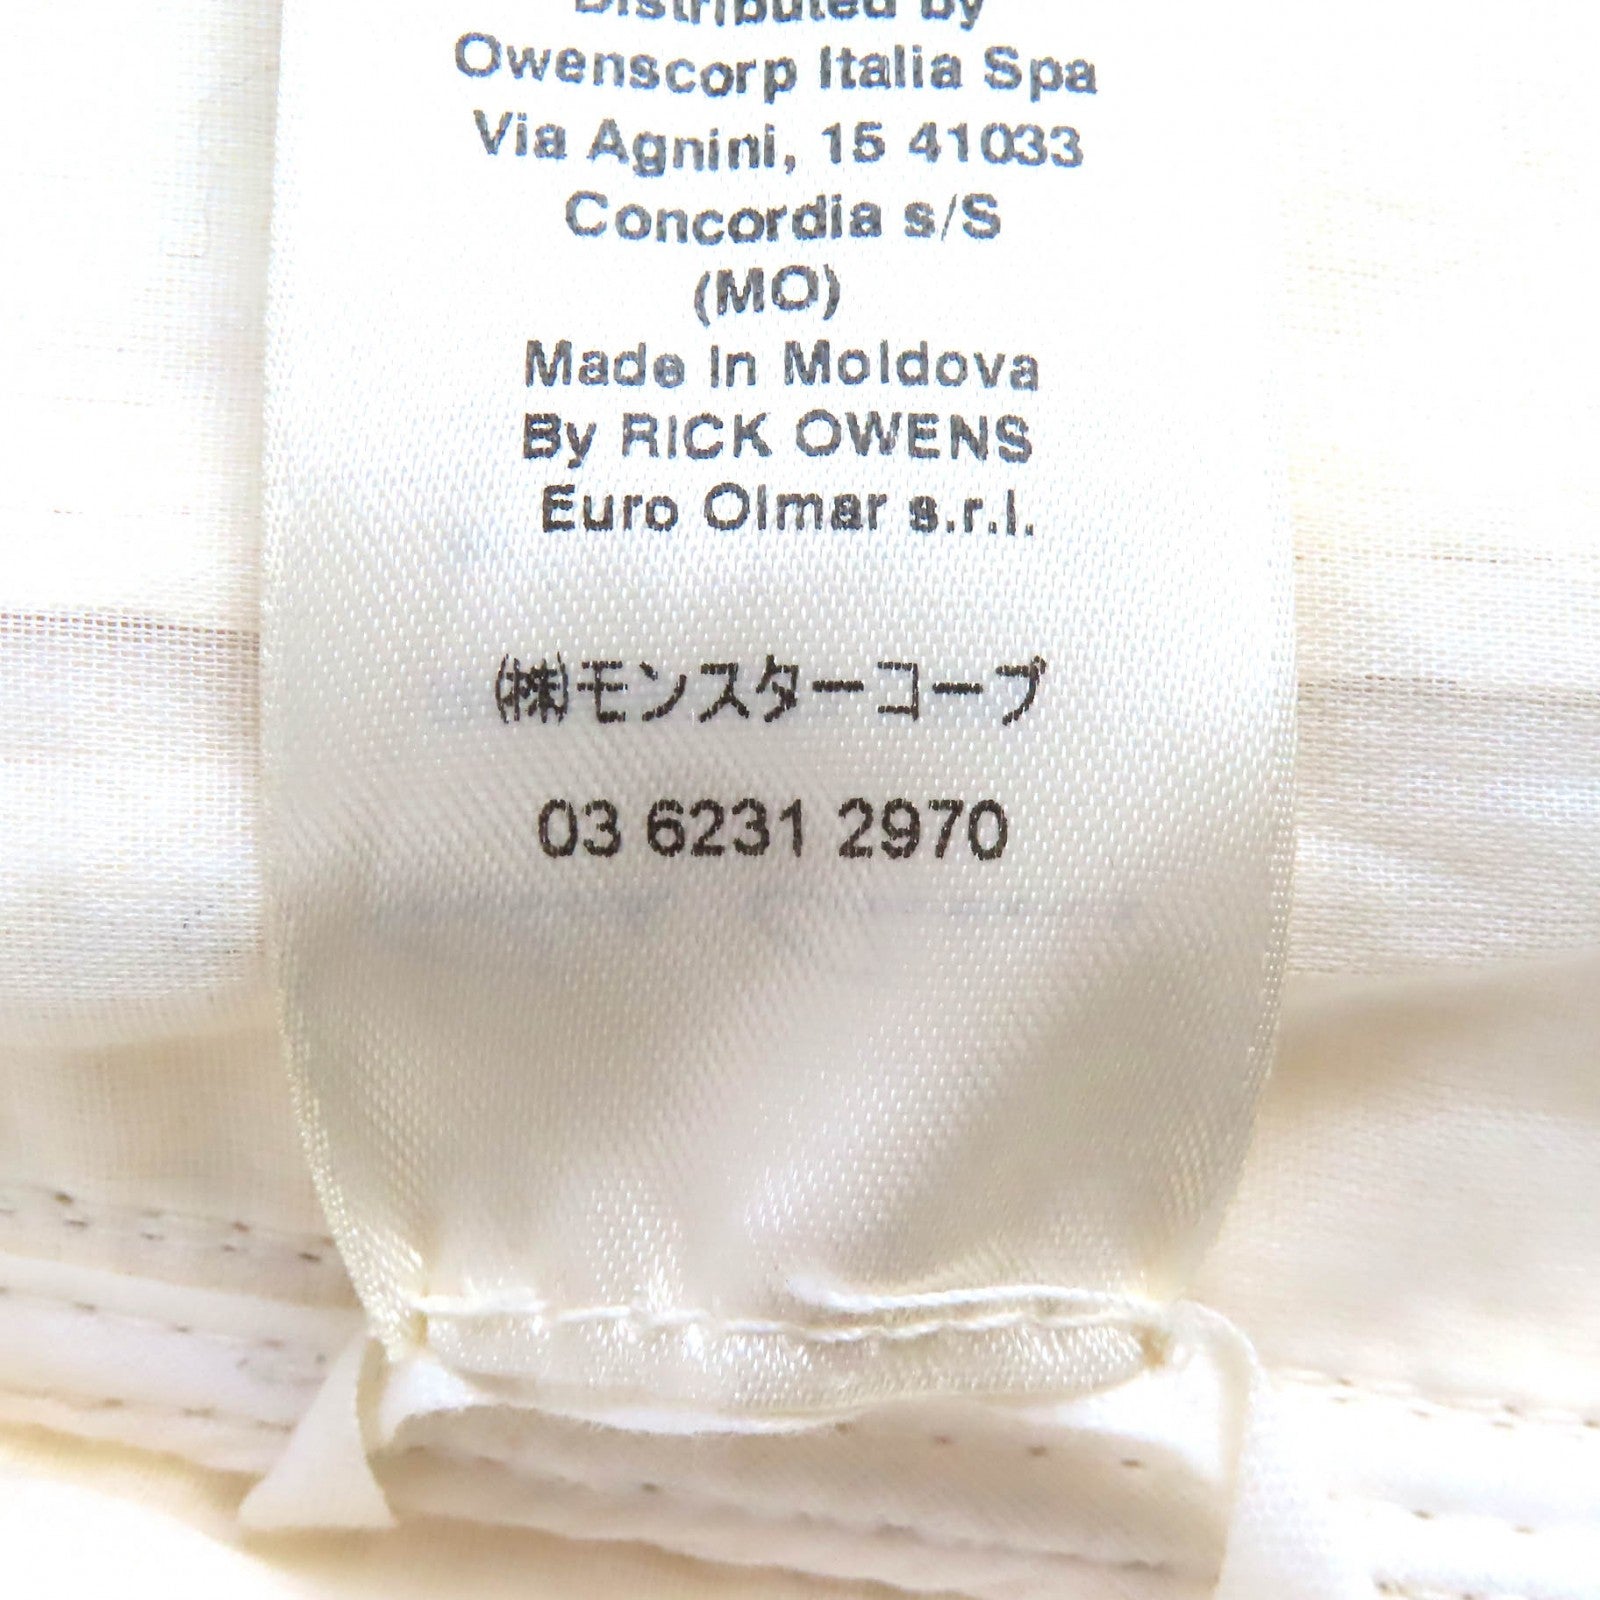 Distributed by
Owenscorp Italia Spa
Via Agnini, 15 41033
Concordia s/S
(MO)
Made in Moldova
By RICK OWENS
Euro Olmar s.r.l.
㈱モンスターコープ
03 6231 2970